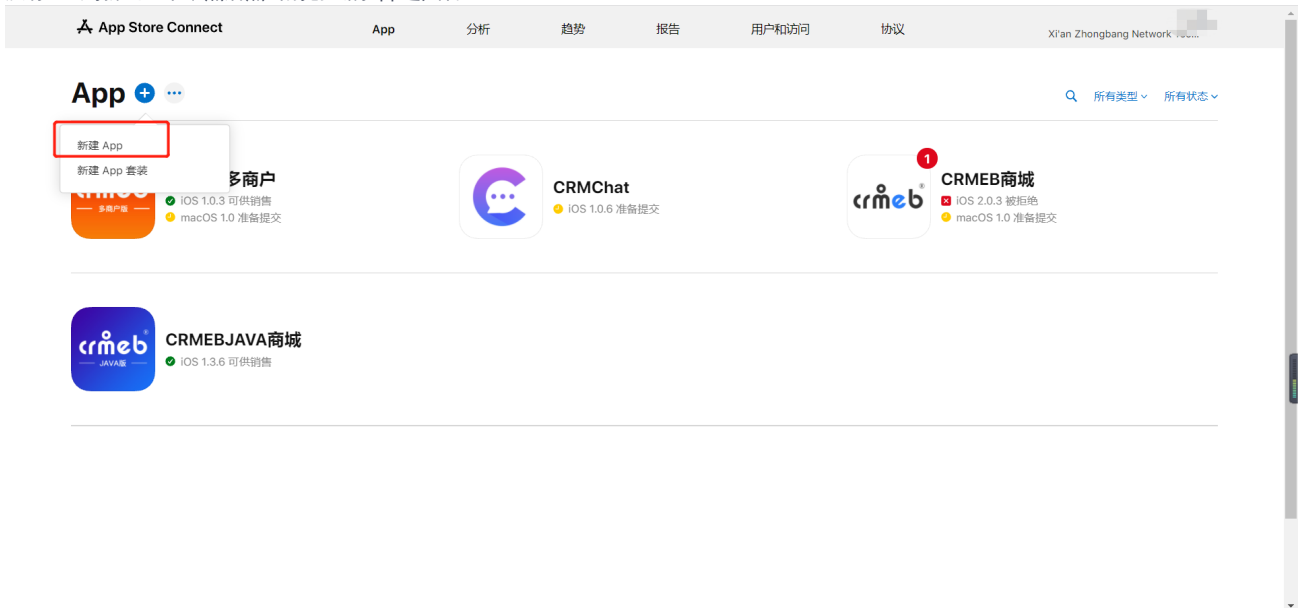 App Store Connect
App
分析
趋势
报告
用户和访问
协议
Xi'an Zhongbang Network
App
所有类型
所有状态
新建 App
新建 App 套装
多商户
iOS 1.0.3 可供销售
macOS 1.0 准备提交
多商户版
CRMChat
iOS 1.0.6 准备提交
1
crmeb
CRMEB商城
iOS 2.0.3 被拒绝
macOS 1.0 准备提交
crmeb
JAVA版
CRMEBJAVA商城
iOS 1.3.6 可供销售